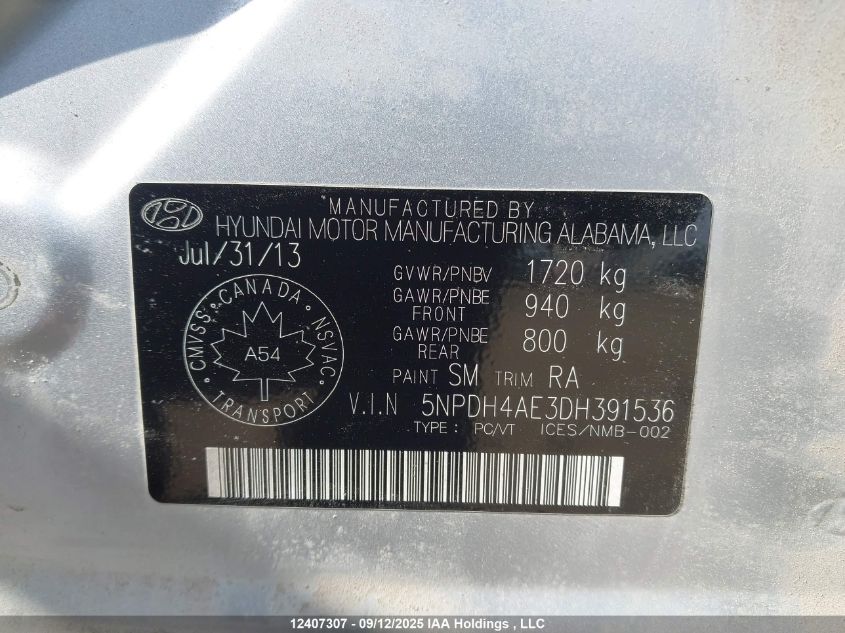 MANUFACTURED BY
HYUNDAI MOTOR MANUFACTURING ALABAMA, LLC
Jul/31/13
GVWR/PNBV 1720 kg
GAWR/PNBE FRONT 940 kg
GAWR/PNBE REAR 800 kg
PAINT SM TRIM RA
CMVSS CANADA NSVAC
A54
TRANSPORT
V.I.N 5NPDH4AE3DH391536
TYPE : PC/VT ICES/NMB-002
12407307 - 09/12/2025 IAA Holdings , LLC